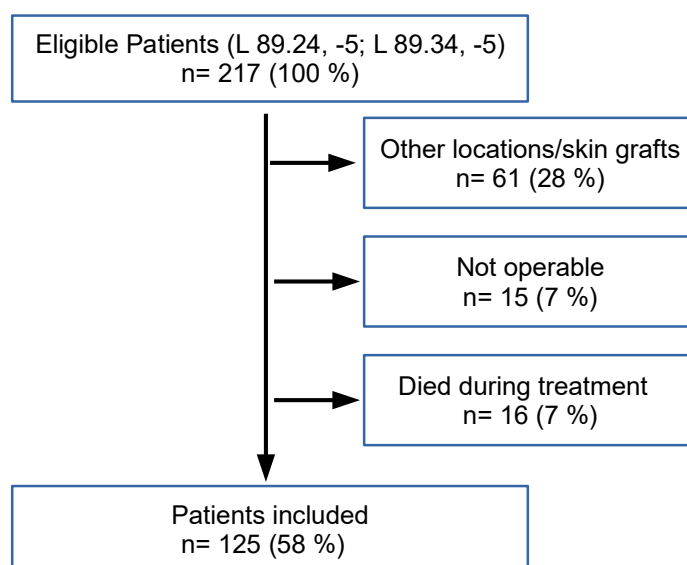 Eligible Patients (L 89.24, -5; L 89.34, -5)
n= 217 (100 %)
Other locations/skin grafts
n= 61 (28 %)
Not operable
n= 15 (7 %)
Died during treatment
n= 16 (7 %)
Patients included
n= 125 (58 %)